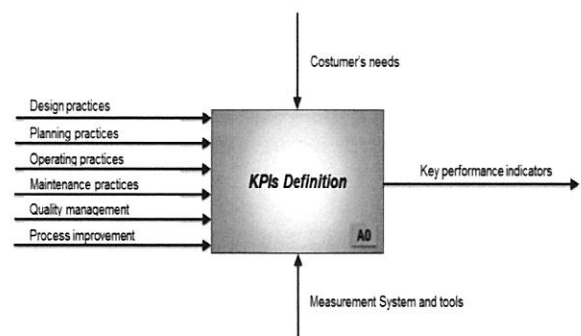 Costumer's needs
Design practices
Planning practices
Operating practices
Maintenance practices
Quality management
Process improvement
KPIs Definition
A0
Key performance indicators
Measurement System and tools